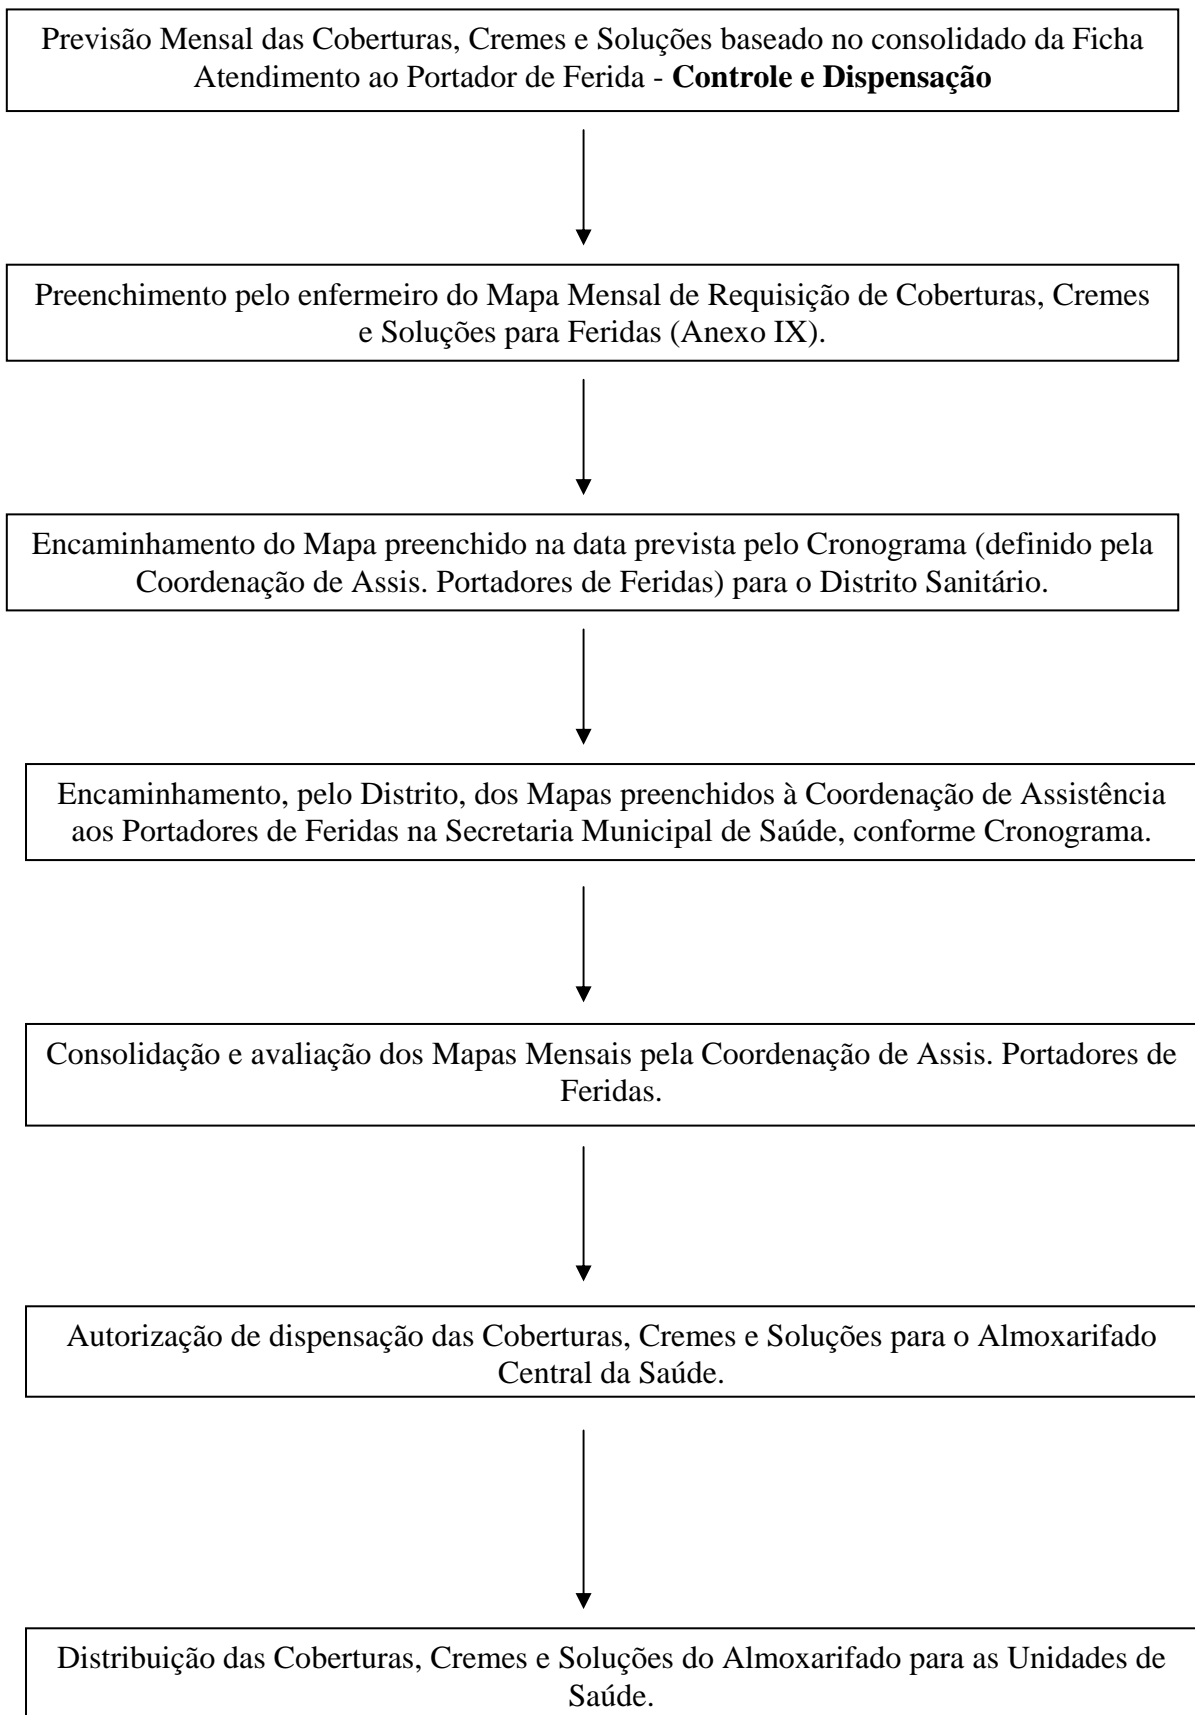 Previsão Mensal das Coberturas, Cremes e Soluções baseado no consolidado da Ficha
Atendimento ao Portador de Ferida - Controle e Dispensação
Preenchimento pelo enfermeiro do Mapa Mensal de Requisição de Coberturas, Cremes
e Soluções para Feridas (Anexo IX).
Encaminhamento do Mapa preenchido na data prevista pelo Cronograma (definido pela
Coordenação de Assis. Portadores de Feridas) para o Distrito Sanitário.
Encaminhamento, pelo Distrito, dos Mapas preenchidos à Coordenação de Assistência
aos Portadores de Feridas na Secretaria Municipal de Saúde, conforme Cronograma.
Consolidação e avaliação dos Mapas Mensais pela Coordenação de Assis. Portadores de
Feridas.
Autorização de dispensação das Coberturas, Cremes e Soluções para o Almoxarifado
Central da Saúde.
Distribuição das Coberturas, Cremes e Soluções do Almoxarifado para as Unidades de
Saúde.